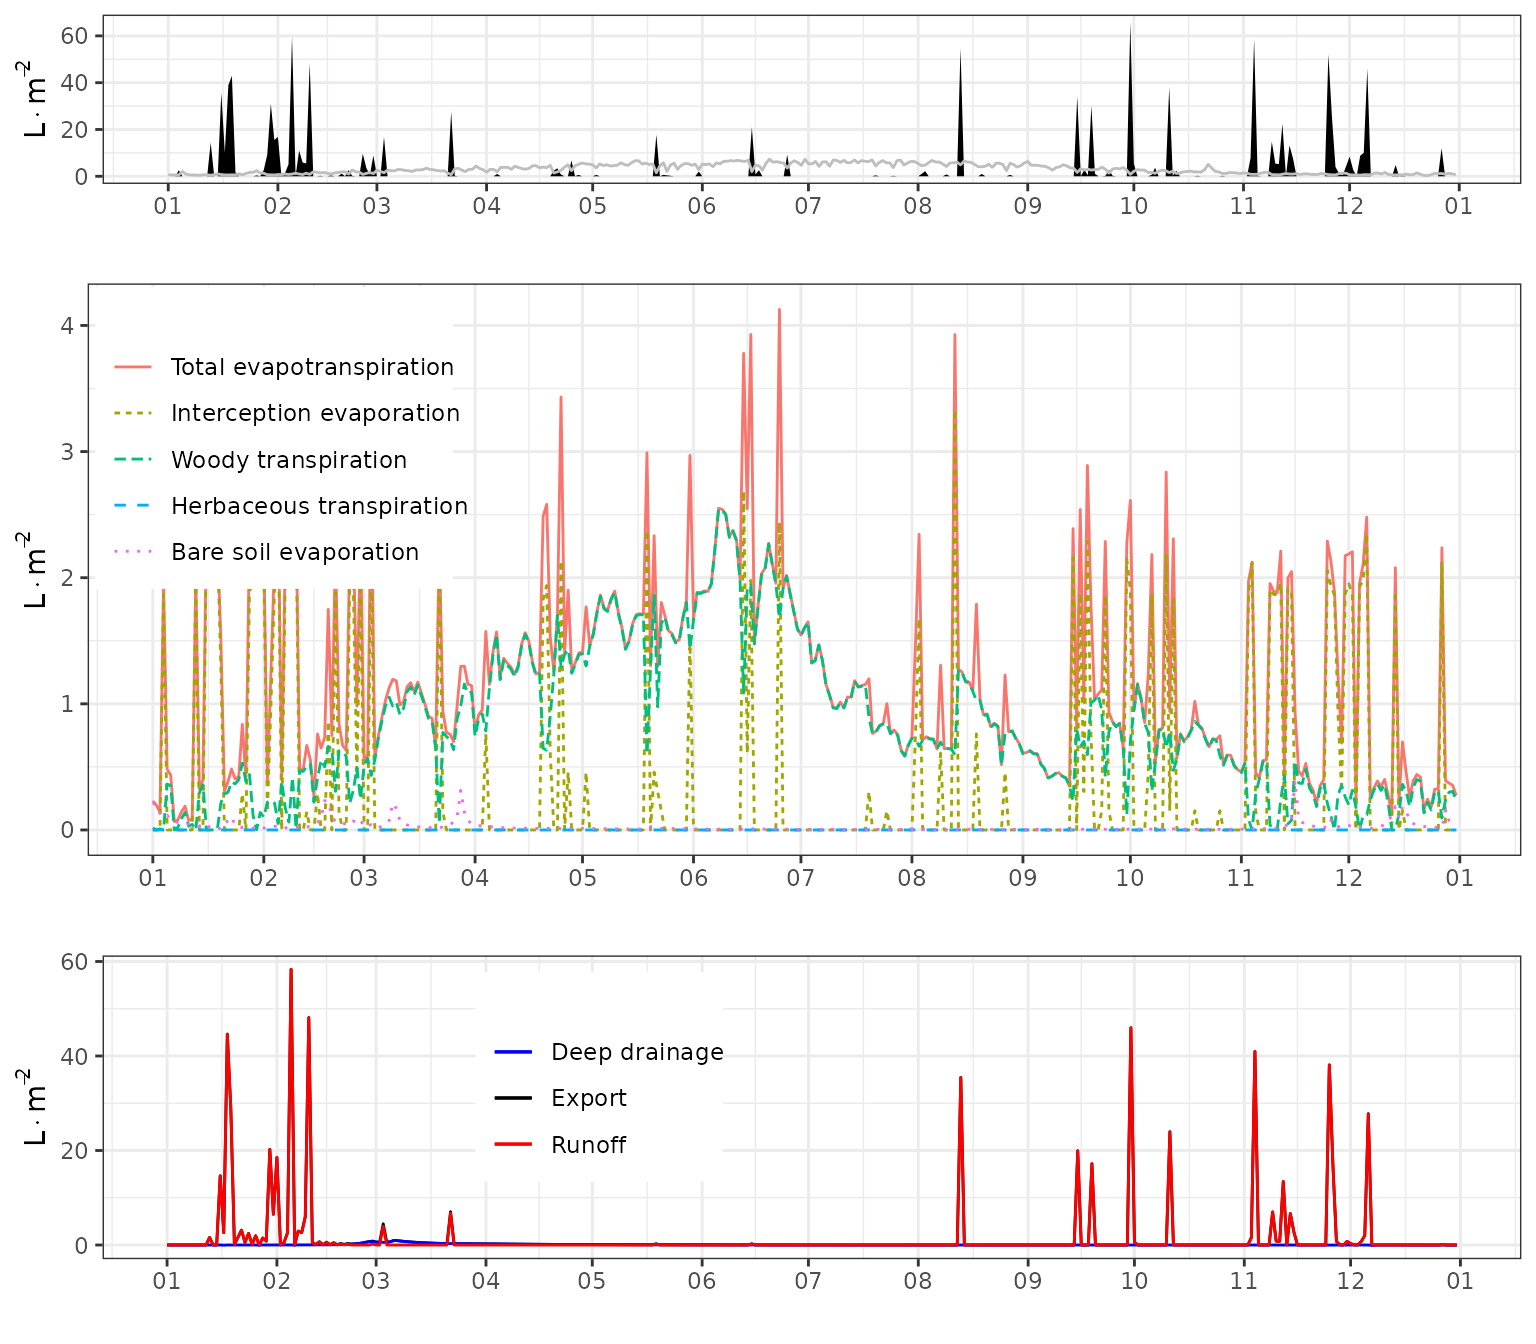 60
40
20
0
L · m⁻²
01 02 03 04 05 06 07 08 09 10 11 12 01
4
3
2
1
0
L · m⁻²
Total evapotranspiration
Interception evaporation
Woody transpiration
Herbaceous transpiration
Bare soil evaporation
01 02 03 04 05 06 07 08 09 10 11 12 01
60
40
20
0
L · m⁻²
Deep drainage
Export
Runoff
01 02 03 04 05 06 07 08 09 10 11 12 01